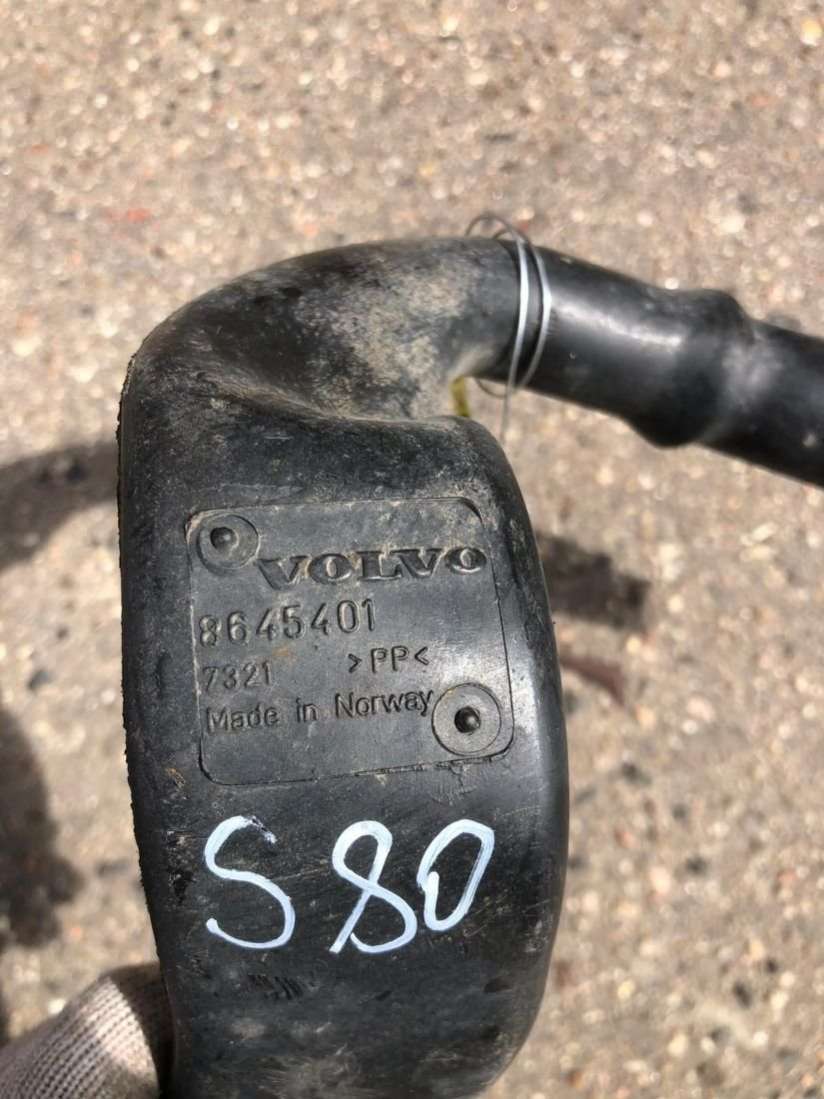 VOLVO
8645401
7321 >PP<
Made in Norway
S80